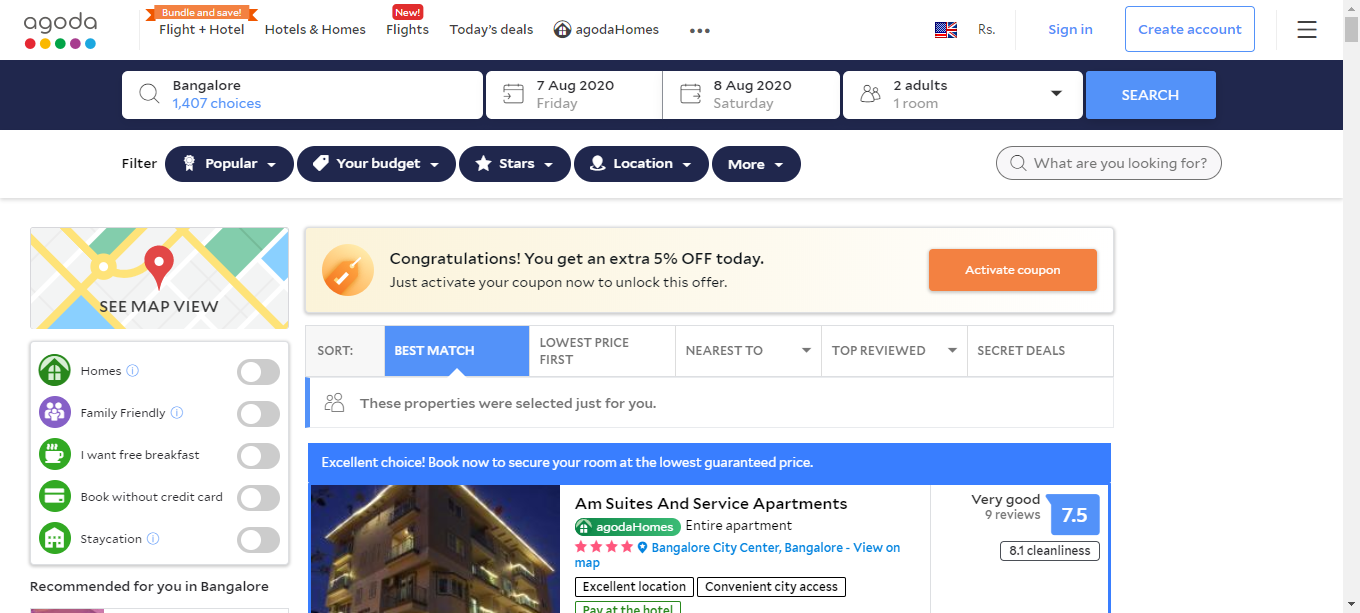 agoda
Bundle and save!
Flight + Hotel
Hotels & Homes
New!
Flights
Today's deals
agodaHomes
Rs.
Sign in
Create account
Bangalore
1,407 choices
7 Aug 2020
Friday
8 Aug 2020
Saturday
2 adults
1 room
SEARCH
Filter
Popular
Your budget
Stars
Location
More
What are you looking for?
SEE MAP VIEW
Homes
Family Friendly
I want free breakfast
Book without credit card
Staycation
Recommended for you in Bangalore
Congratulations! You get an extra 5% OFF today.
Just activate your coupon now to unlock this offer.
Activate coupon
SORT:
BEST MATCH
LOWEST PRICE
FIRST
NEAREST TO
TOP REVIEWED
SECRET DEALS
These properties were selected just for you.
Excellent choice! Book now to secure your room at the lowest guaranteed price.
Am Suites And Service Apartments
agodaHomes Entire apartment
Bangalore City Center, Bangalore - View on
map
Excellent location
Convenient city access
Pay at the hotel
Very good
9 reviews
7.5
8.1 cleanliness